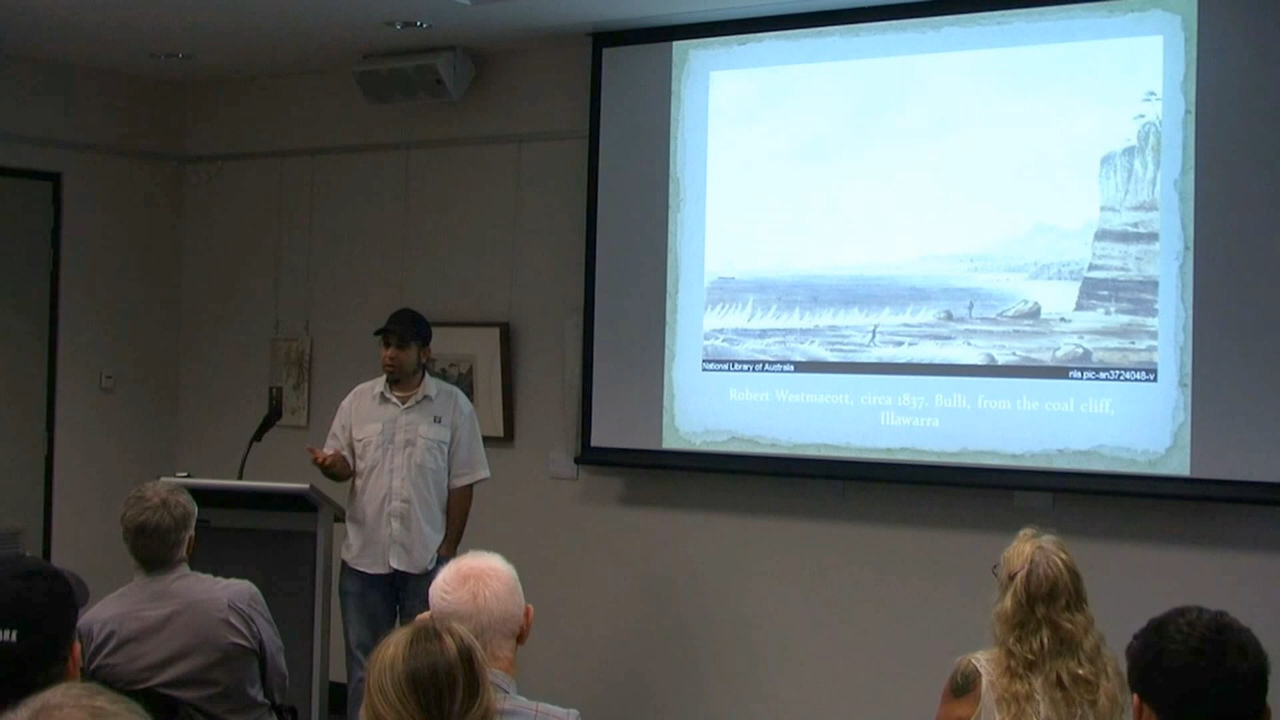 National Library of Australia
nla.pic-an3724048-v
Robert Westmacott, circa 1837. Bulli, from the coal cliff,
Illawarra